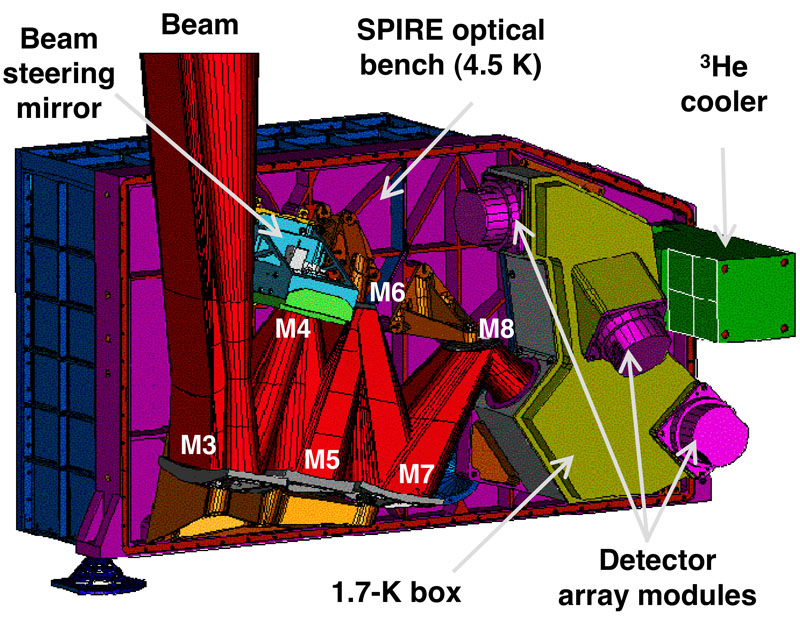 Beam
steering
mirror
Beam
SPIRE optical
bench (4.5 K)
³He
cooler
M6
M4
M8
M3
M5
M7
1.7-K box
Detector
array modules